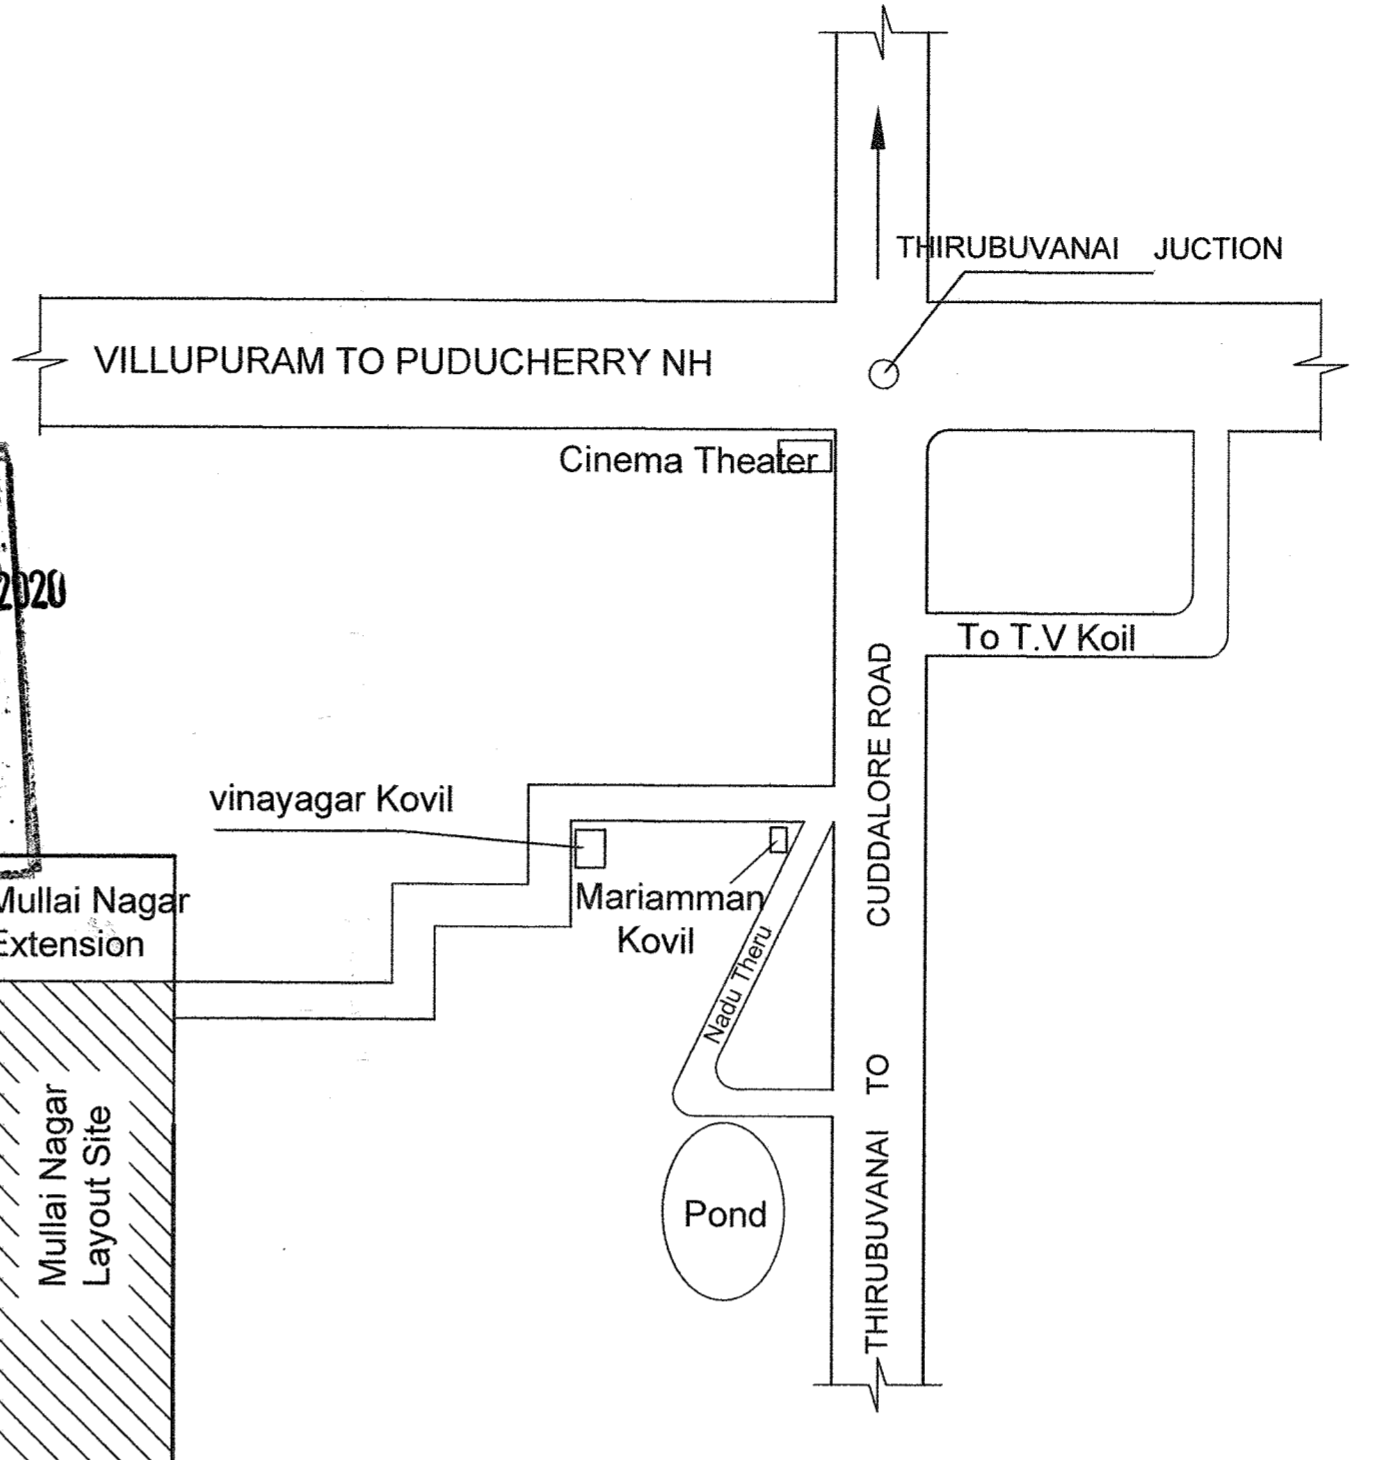 THIRUBUVANAI JUCTION
VILLUPURAM TO PUDUCHERRY NH
Cinema Theater
2020
To T.V Koil
vinayagar Kovil
Mariamman
Kovil
Mullai Nagar
Extension
Nadu Theru
Mullai Nagar
Layout Site
Pond
THIRUBUVANAI TO CUDDALORE ROAD